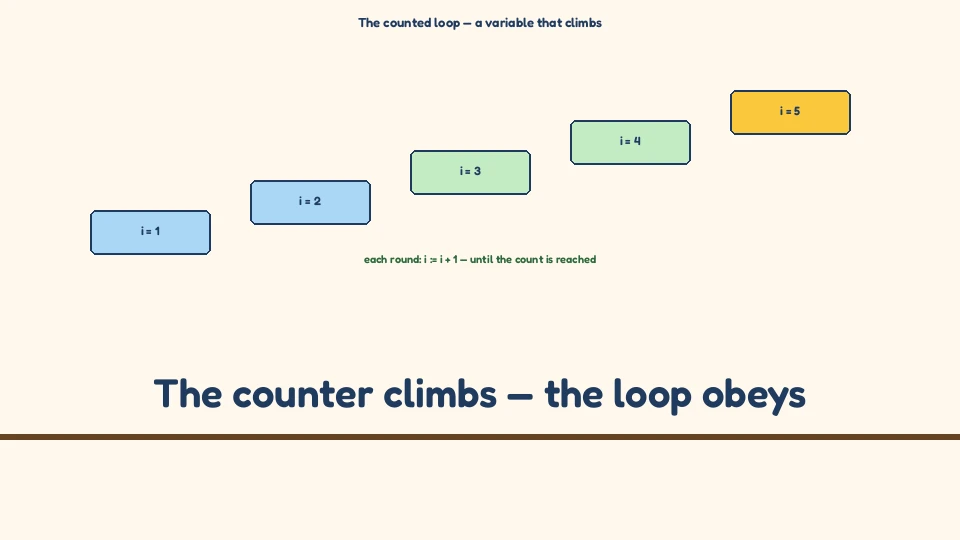 The counted loop — a variable that climbs
i = 5
i = 4
i = 3
i = 2
i = 1
each round: i := i + 1 — until the count is reached
The counter climbs — the loop obeys